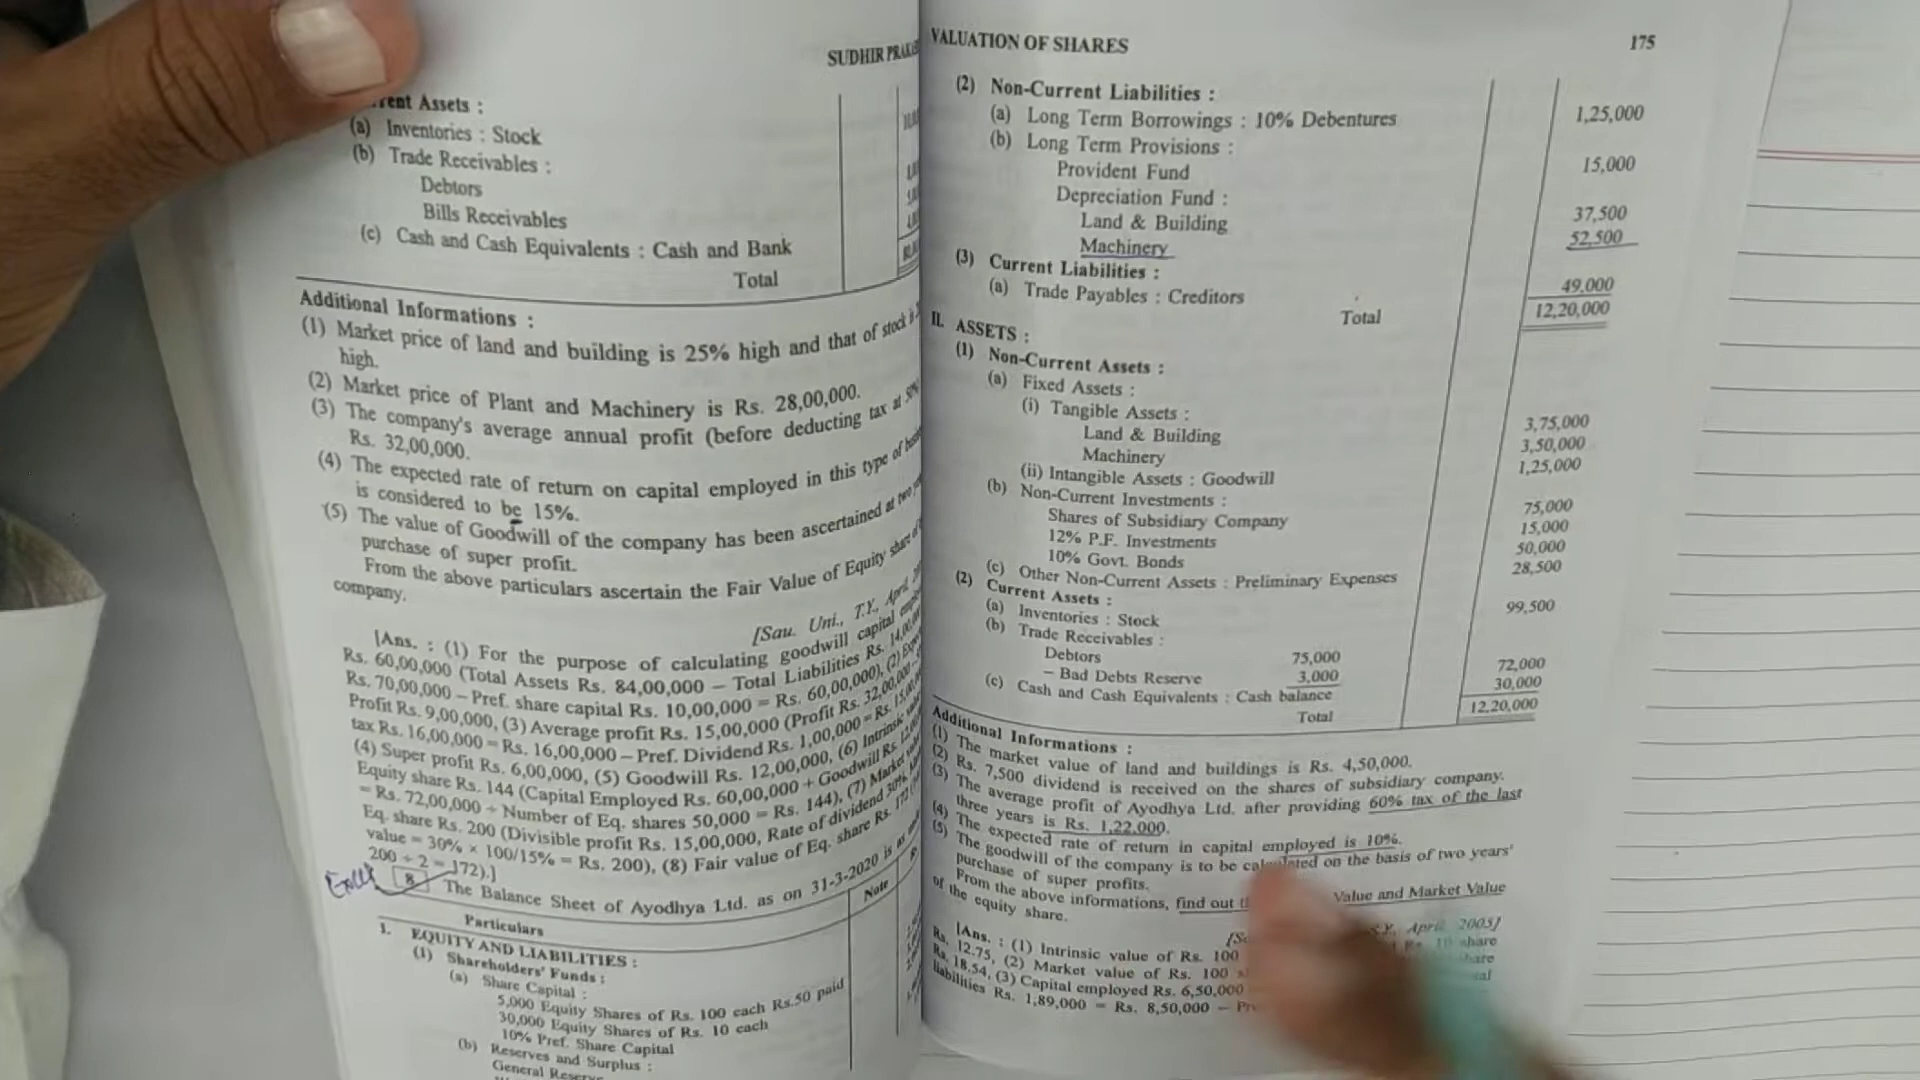 SUDHIR PRAKA
rent Assets :
(a) Inventories : Stock
(b) Trade Receivables :
Debtors
Bills Receivables
(c) Cash and Cash Equivalents : Cash and Bank
Total
Additional Informations :
(1) Market price of land and building is 25% high and that of stock is
high.
(2) Market price of Plant and Machinery is Rs. 28,00,000.
(3) The company's average annual profit (before deducting tax at 50%
Rs. 32,00,000.
(4) The expected rate of return on capital employed in this type of
is considered to be 15%.
(5) The value of Goodwill of the company has been ascertained at two
purchase of super profit.
From the above particulars ascertain the Fair Value of Equity share of
company.
[Sau. Uni., T.Y., April,
[Ans. : (1) For the purpose of calculating goodwill capital
Rs. 60,00,000 (Total Assets Rs. 84,00,000 – Total Liabilities Rs. 14,00,
Rs. 70,00,000 – Pref. share capital Rs. 10,00,000 = Rs. 60,00,000), (2)
Profit Rs. 9,00,000, (3) Average profit Rs. 15,00,000 (Profit Rs. 32,00,000 –
tax Rs. 16,00,000 = Rs. 16,00,000 – Pref. Dividend Rs. 1,00,000 = Rs. 15,00,
(4) Super profit Rs. 6,00,000, (5) Goodwill Rs. 12,00,000, (6) Intrinsic
Equity share Rs. 144 (Capital Employed Rs. 60,00,000 + Goodwill Rs. 12,00
= Rs. 72,00,000 ÷ Number of Eq. shares 50,000 = Rs. 144), (7) Market
Eq. share Rs. 200 (Divisible profit Rs. 15,00,000, Rate of dividend 30%,
value = 30% × 100/15% = Rs. 200), (8) Fair value of Eq. share Rs. 172
200 ÷ 2 = 172).]
8 The Balance Sheet of Ayodhya Ltd. as on 31-3-2020 is as
Particulars Note
1. EQUITY AND LIABILITIES :
(1) Shareholders' Funds :
(a) Share Capital :
5,000 Equity Shares of Rs. 100 each Rs.50 paid
30,000 Equity Shares of Rs. 10 each
10% Pref. Share Capital
(b) Reserves and Surplus :
General Reserve
VALUATION OF SHARES 175
(2) Non-Current Liabilities :
(a) Long Term Borrowings : 10% Debentures 1,25,000
(b) Long Term Provisions :
Provident Fund 15,000
Depreciation Fund :
Land & Building 37,500
Machinery 52,500
(3) Current Liabilities :
(a) Trade Payables : Creditors 49,000
Total 12,20,000
II. ASSETS :
(1) Non-Current Assets :
(a) Fixed Assets :
(i) Tangible Assets :
Land & Building 3,75,000
Machinery 3,50,000
(ii) Intangible Assets : Goodwill 1,25,000
(b) Non-Current Investments :
Shares of Subsidiary Company 75,000
12% P.F. Investments 15,000
10% Govt. Bonds 50,000
(c) Other Non-Current Assets : Preliminary Expenses 28,500
(2) Current Assets :
(a) Inventories : Stock 99,500
(b) Trade Receivables :
Debtors 75,000
– Bad Debts Reserve 3,000 72,000
(c) Cash and Cash Equivalents : Cash balance 30,000
Total 12,20,000
Additional Informations :
(1) The market value of land and buildings is Rs. 4,50,000.
(2) Rs. 7,500 dividend is received on the shares of subsidiary company.
(3) The average profit of Ayodhya Ltd. after providing 60% tax of the last
three years is Rs. 1,22,000.
(4) The expected rate of return in capital employed is 10%.
(5) The goodwill of the company is to be calculated on the basis of two years'
purchase of super profits.
From the above informations, find out Value and Market Value
of the equity share.
April 2005]
[Ans. : (1) Intrinsic value of Rs. 100 Rs. 10 share
Rs. 12.75, (2) Market value of Rs. 100
Rs. 18.54, (3) Capital employed Rs. 6,50,000
liabilities Rs. 1,89,000 = Rs. 8,50,000 –